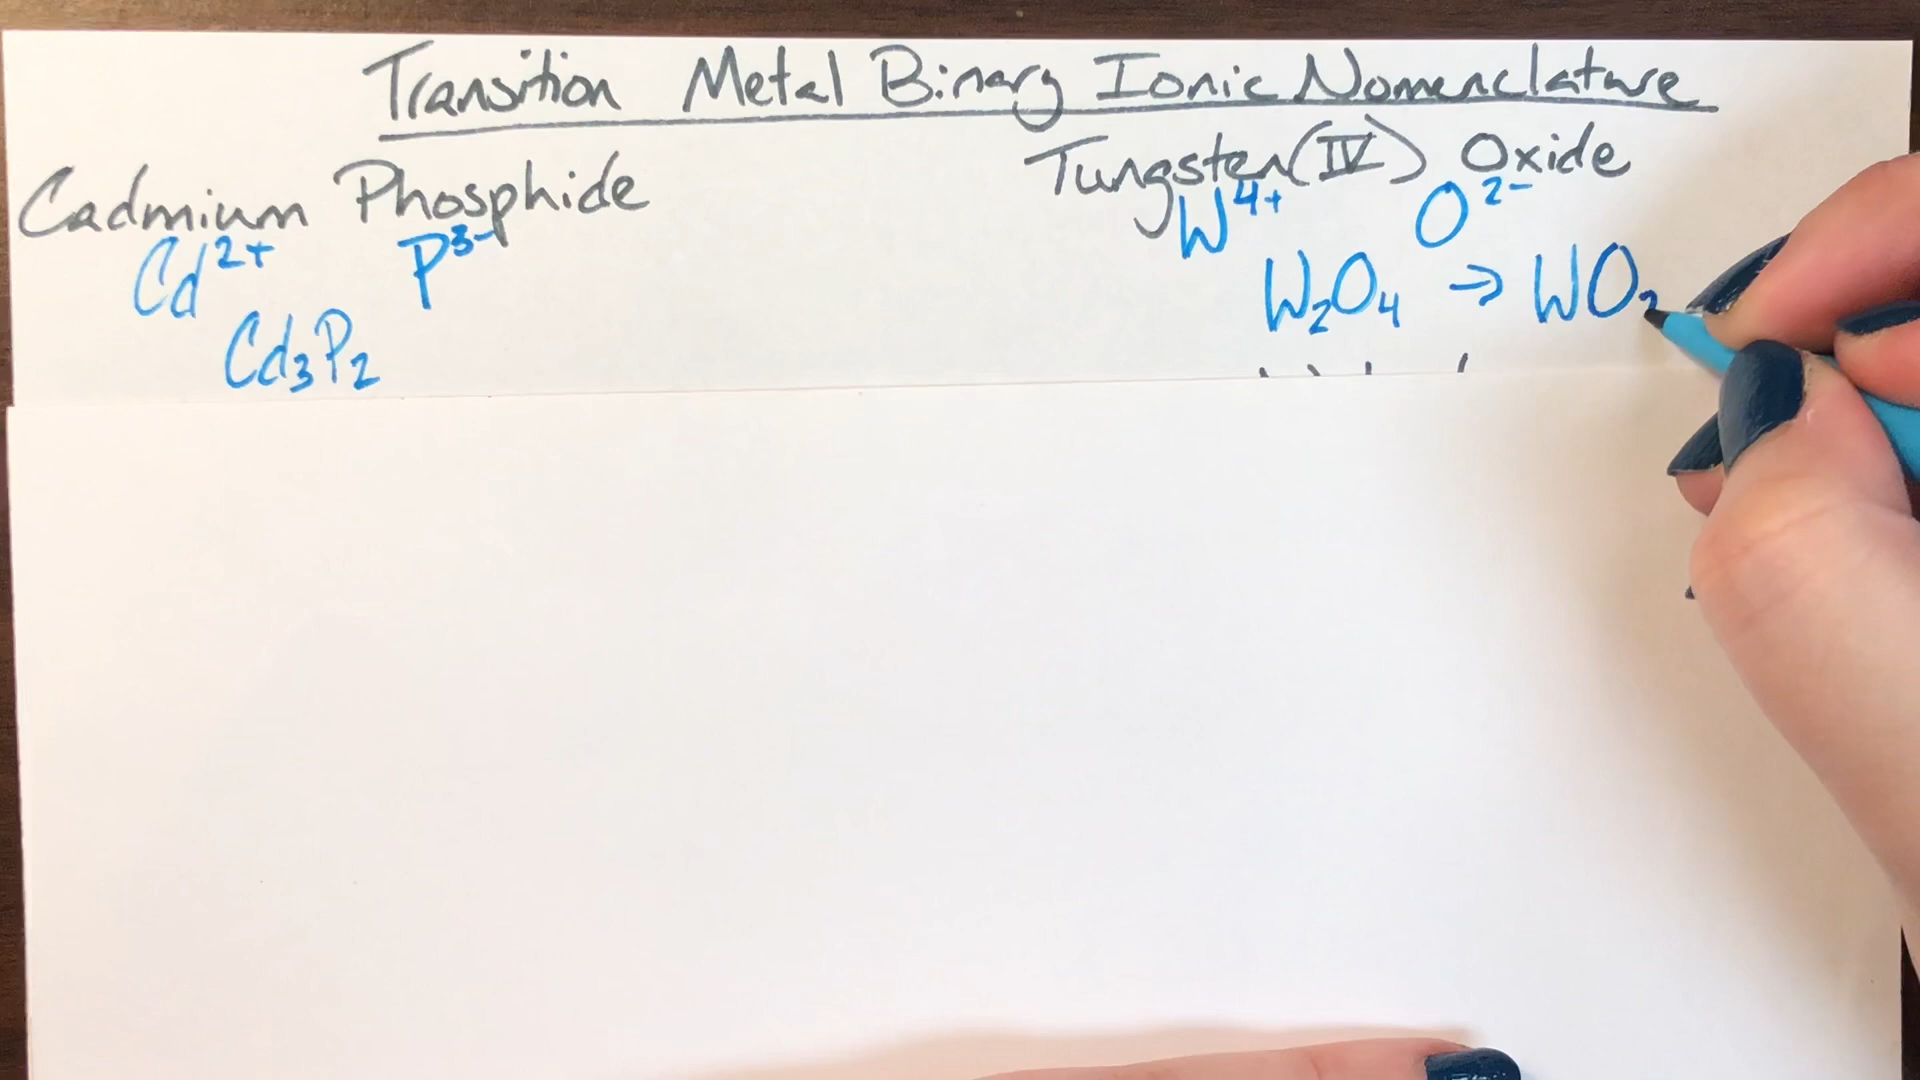 Transition Metal Binary Ionic Nomenclature
Cadmium Phosphide
Cd²⁺ P³⁻
Cd₃P₂
Tungsten(IV) Oxide
W⁴⁺ O²⁻
W₂O₄ → WO₂